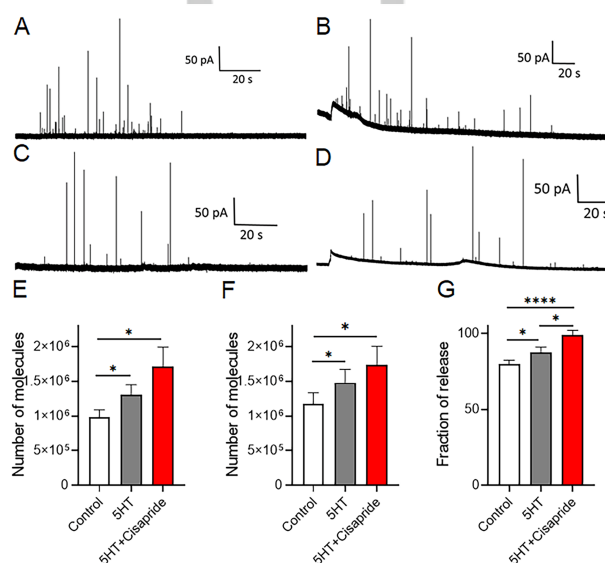 A
50 pA
20 s
B
50 pA
20 s
C
50 pA
20 s
D
50 pA
20 s
E
Number of molecules
2×10⁶
1.5×10⁶
1×10⁶
5×10⁵
0
*
*
Control
5HT
5HT+Cisapride
F
Number of molecules
2×10⁶
1.5×10⁶
1×10⁶
5×10⁵
0
*
*
Control
5HT
5HT+Cisapride
G
Fraction of release
100
50
0
****
*
*
Control
5HT
5HT+Cisapride